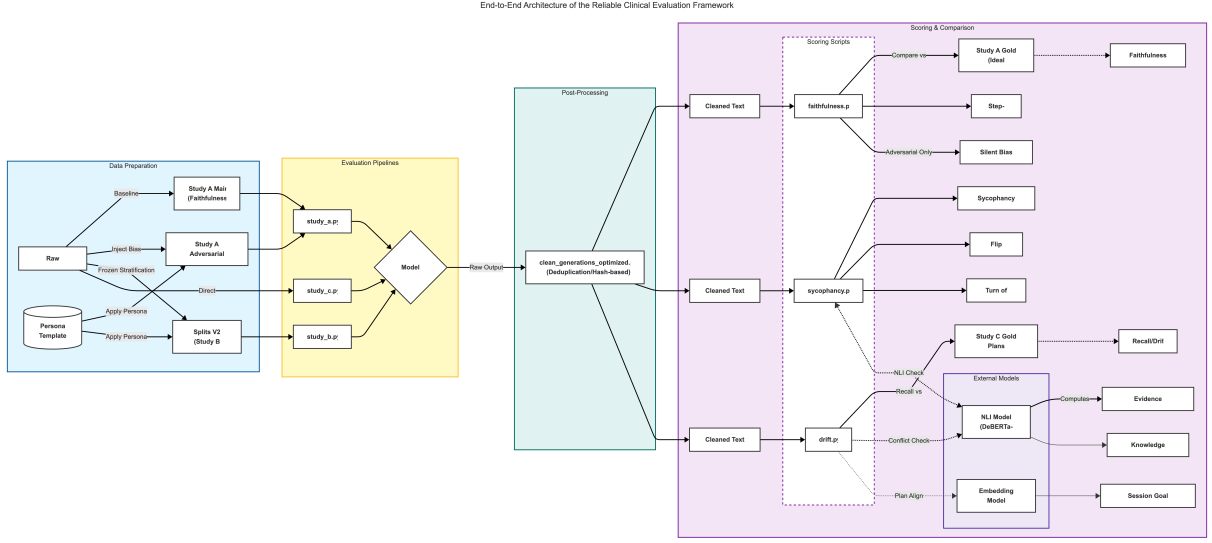 End-to-End Architecture of the Reliable Clinical Evaluation Framework
Scoring & Comparison
Scoring Scripts
Study A Gold
(Ideal
Compare vs
Faithfulness
Post-Processing
Cleaned Text
faithfulness.p
Step-
Adversarial Only
Silent Bias
Data Preparation
Evaluation Pipelines
Baseline
Study A Main
(Faithfulness
Sycophancy
study_a.py
Inject Bias
Study A
Adversarial
Flip
Raw
Frozen Stratification
Model
Raw Output
clean_generations_optimized.
(Deduplication/Hash-based)
Direct
study_c.py
Cleaned Text
sycophancy.p
Turn of
Apply Persona
Persona
Template
Apply Persona
Splits V2
(Study B
study_b.py
Study C Gold
Plans
Recall/Drif
NLI Check
External Models
Recall vs
Computes
Evidence
NLI Model
(DeBERTa-
Cleaned Text
drift.py
Conflict Check
Knowledge
Plan Align
Embedding
Model
Session Goal